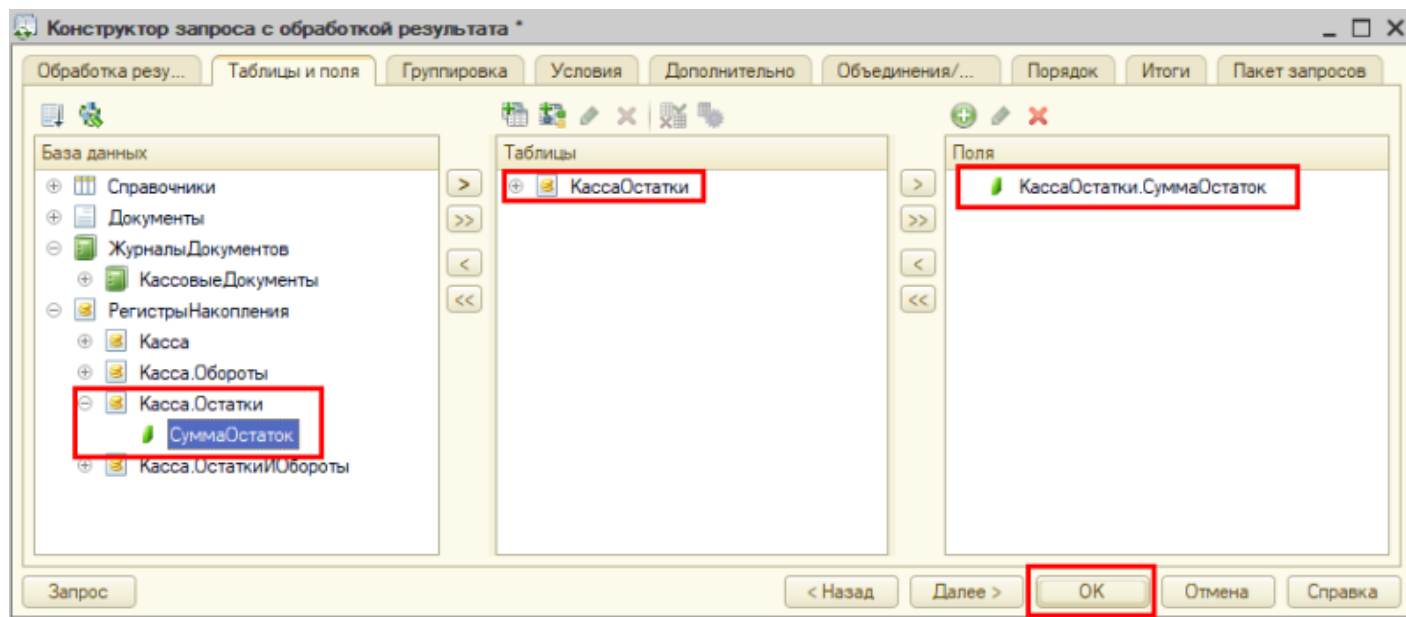 Конструктор запроса с обработкой результата *
Обработка резу... Таблицы и поля Группировка Условия Дополнительно Объединения/... Порядок Итоги Пакет запросов
База данных
Справочники
Документы
ЖурналыДокументов
КассовыеДокументы
РегистрыНакопления
Касса
Касса.Обороты
Касса.Остатки
СуммаОстаток
Касса.ОстаткиИОбороты
>
>>
<
<<
Таблицы
КассаОстатки
>
>>
<
<<
Поля
КассаОстатки.СуммаОстаток
Запрос < Назад Далее > ОК Отмена Справка